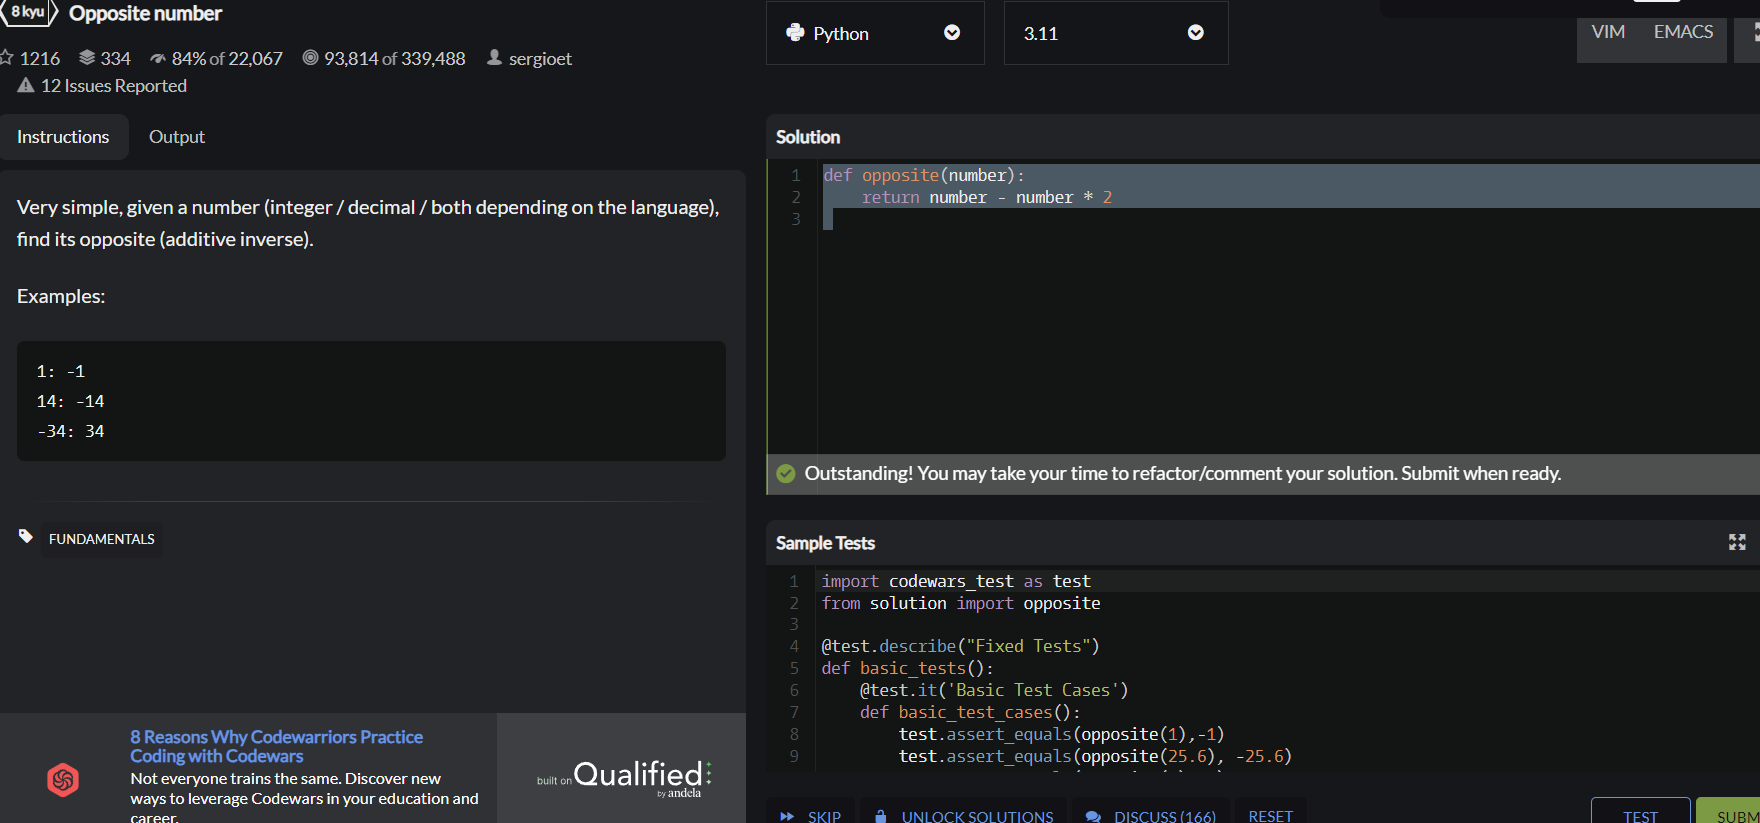 8 kyu Opposite number
1216 334 84% of 22,067 93,814 of 339,488 sergioet
12 Issues Reported
Instructions Output
Very simple, given a number (integer / decimal / both depending on the language),
find its opposite (additive inverse).
Examples:
1: -1
14: -14
-34: 34
FUNDAMENTALS
8 Reasons Why Codewarriors Practice
Coding with Codewars
Not everyone trains the same. Discover new
ways to leverage Codewars in your education and
career.
built on Qualified
by andela
Python 3.11
VIM EMACS
Solution
1 def opposite(number):
2     return number - number * 2
3
Outstanding! You may take your time to refactor/comment your solution. Submit when ready.
Sample Tests
1 import codewars_test as test
2 from solution import opposite
3
4 @test.describe("Fixed Tests")
5 def basic_tests():
6     @test.it('Basic Test Cases')
7     def basic_test_cases():
8         test.assert_equals(opposite(1),-1)
9         test.assert_equals(opposite(25.6), -25.6)
SKIP UNLOCK SOLUTIONS DISCUSS (166) RESET TEST SUBM